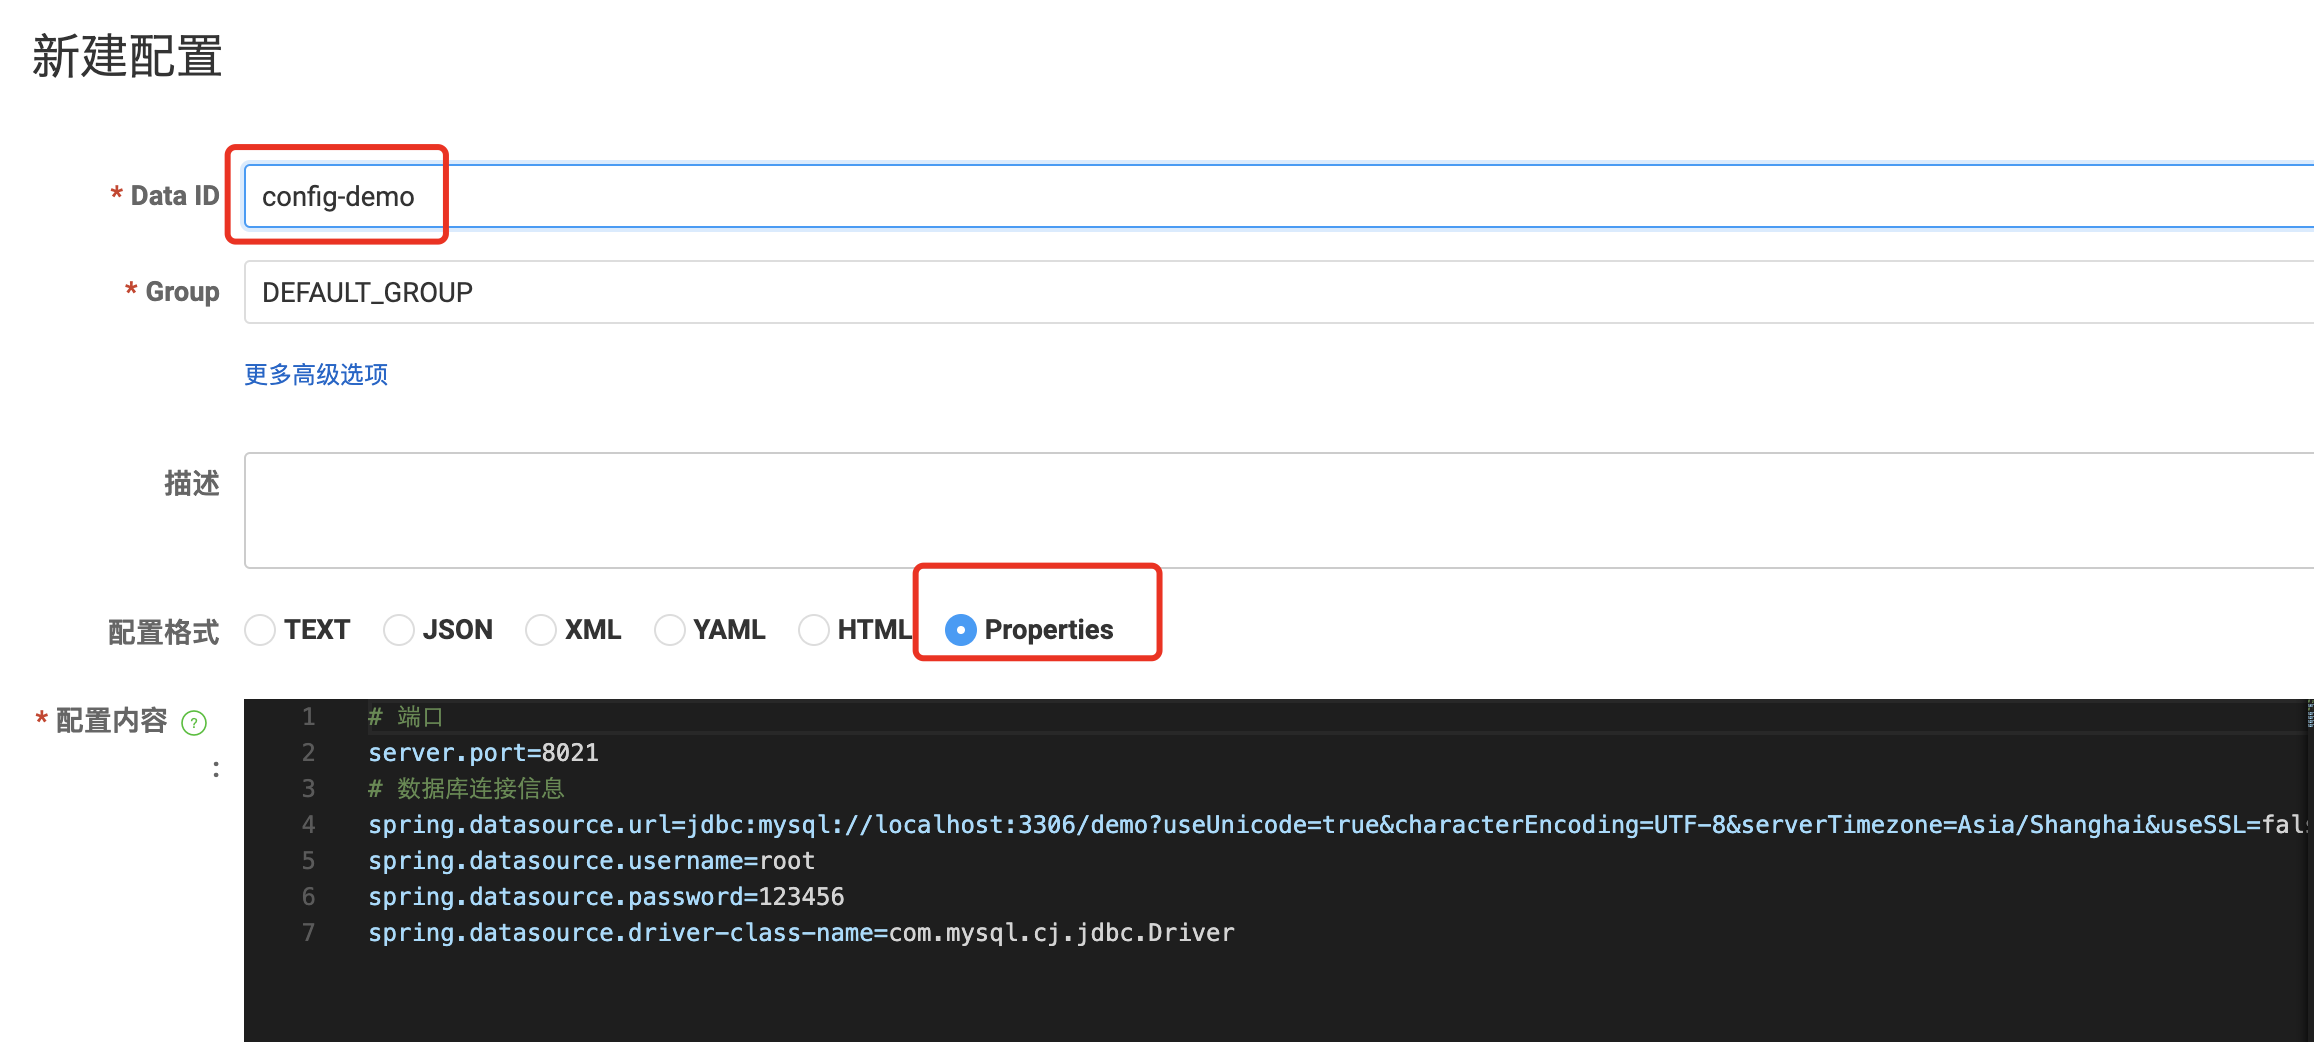 新建配置
* Data ID config-demo
* Group DEFAULT_GROUP
更多高级选项
描述
配置格式 TEXT JSON XML YAML HTML Properties
* 配置内容 ? :
1 # 端口
2 server.port=8021
3 # 数据库连接信息
4 spring.datasource.url=jdbc:mysql://localhost:3306/demo?useUnicode=true&characterEncoding=UTF-8&serverTimezone=Asia/Shanghai&useSSL=fal
5 spring.datasource.username=root
6 spring.datasource.password=123456
7 spring.datasource.driver-class-name=com.mysql.cj.jdbc.Driver